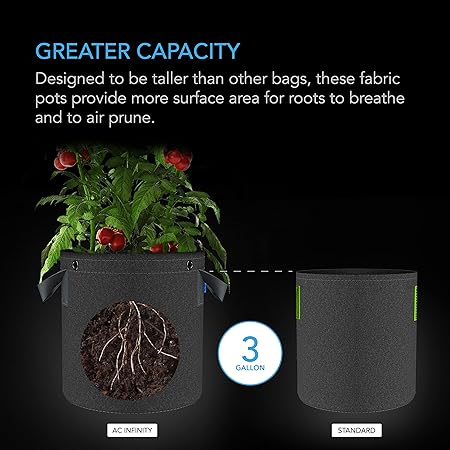 GREATER CAPACITY
Designed to be taller than other bags, these fabric
pots provide more surface area for roots to breathe
and to air prune.
3
GALLON
AC INFINITY
STANDARD